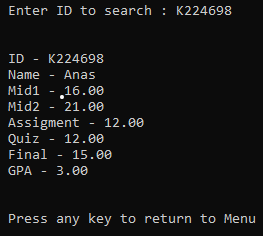 Enter ID to search : K224698
ID - K224698
Name - Anas
Mid1 - 16.00
Mid2 - 21.00
Assigment - 12.00
Quiz - 12.00
Final - 15.00
GPA - 3.00
Press any key to return to Menu